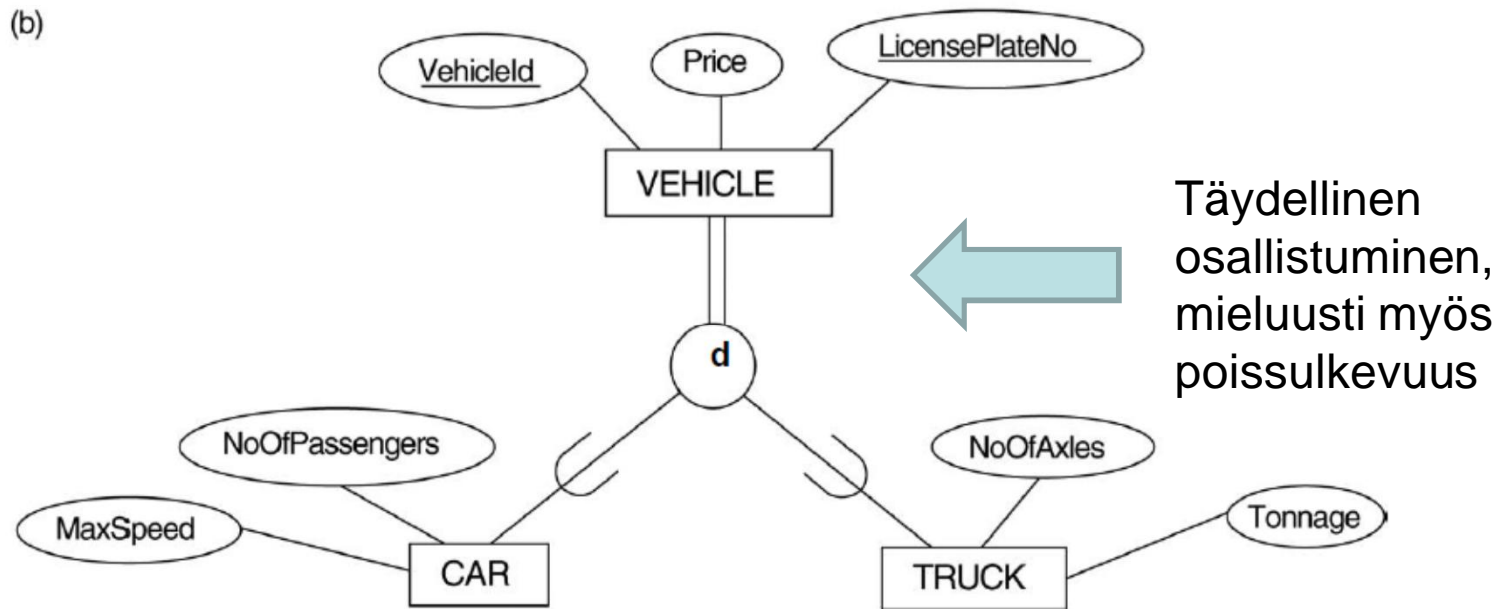 (b)
VehicleId
Price
LicensePlateNo
VEHICLE
Täydellinen
osallistuminen,
mieluusti myös
poissulkevuus
d
NoOfPassengers
NoOfAxles
MaxSpeed
Tonnage
CAR
TRUCK